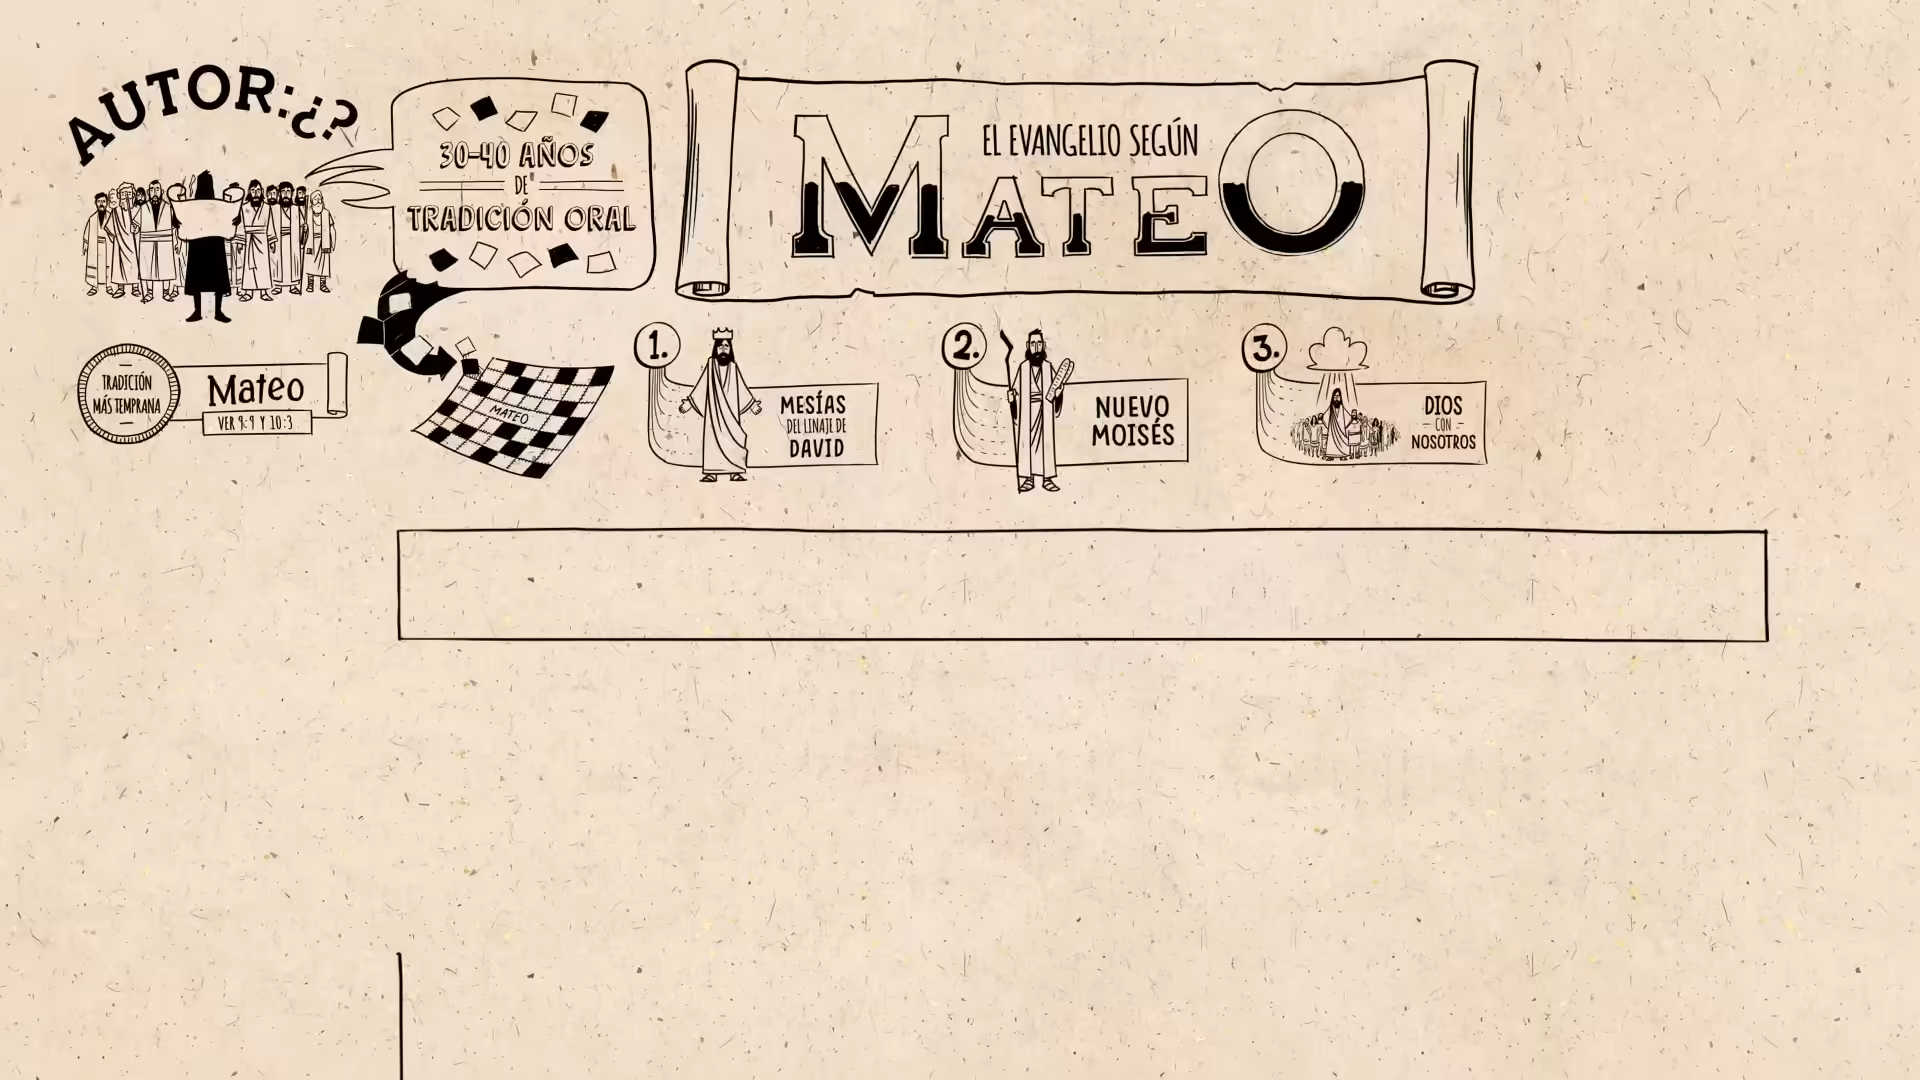 AUTOR:¿?
30-40 AÑOS
DE
TRADICIÓN ORAL
EL EVANGELIO SEGÚN
MATEO
TRADICIÓN
MÁS TEMPRANA
Mateo
VER 9:9 Y 10:3
MATEO
1.
MESÍAS
DEL LINAJE DE
DAVID
2.
NUEVO
MOISÉS
3.
DIOS
CON
NOSOTROS